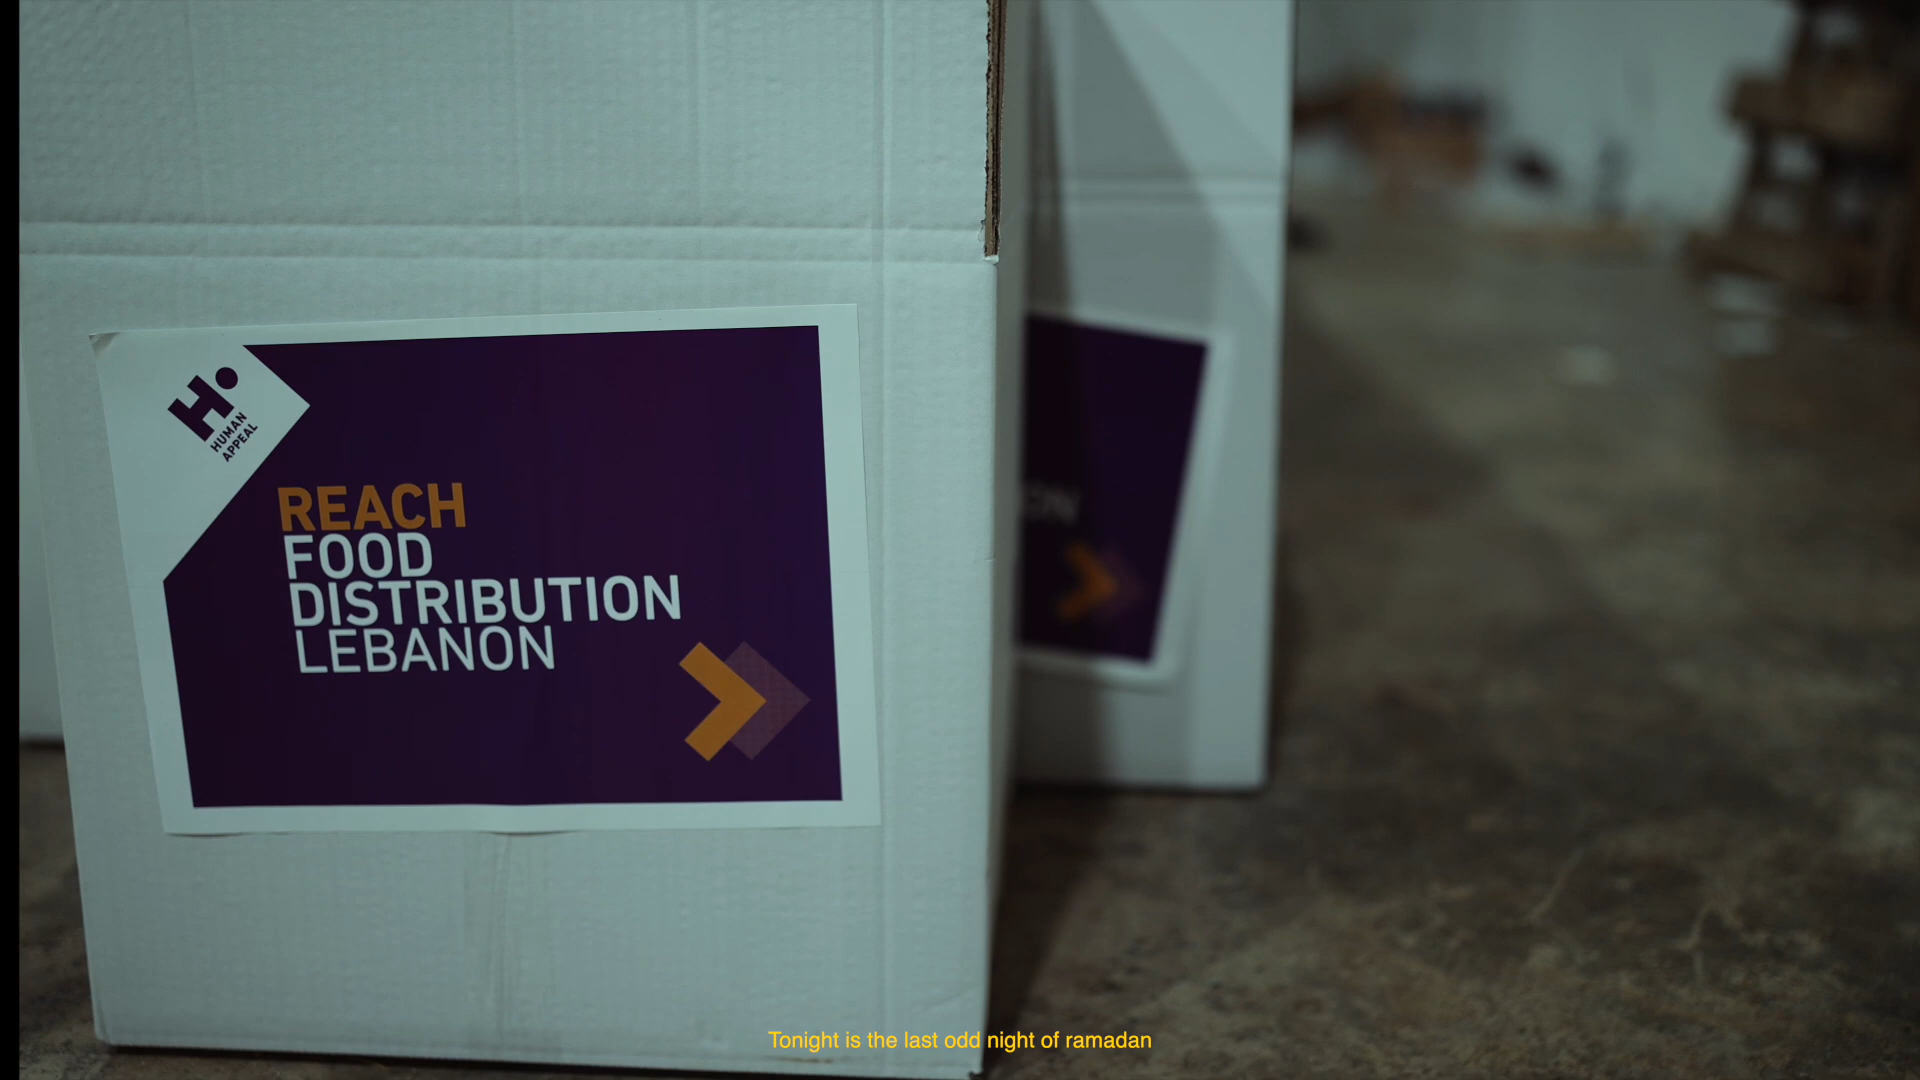 HUMAN
APPEAL
REACH
FOOD
DISTRIBUTION
LEBANON
Tonight is the last odd night of ramadan